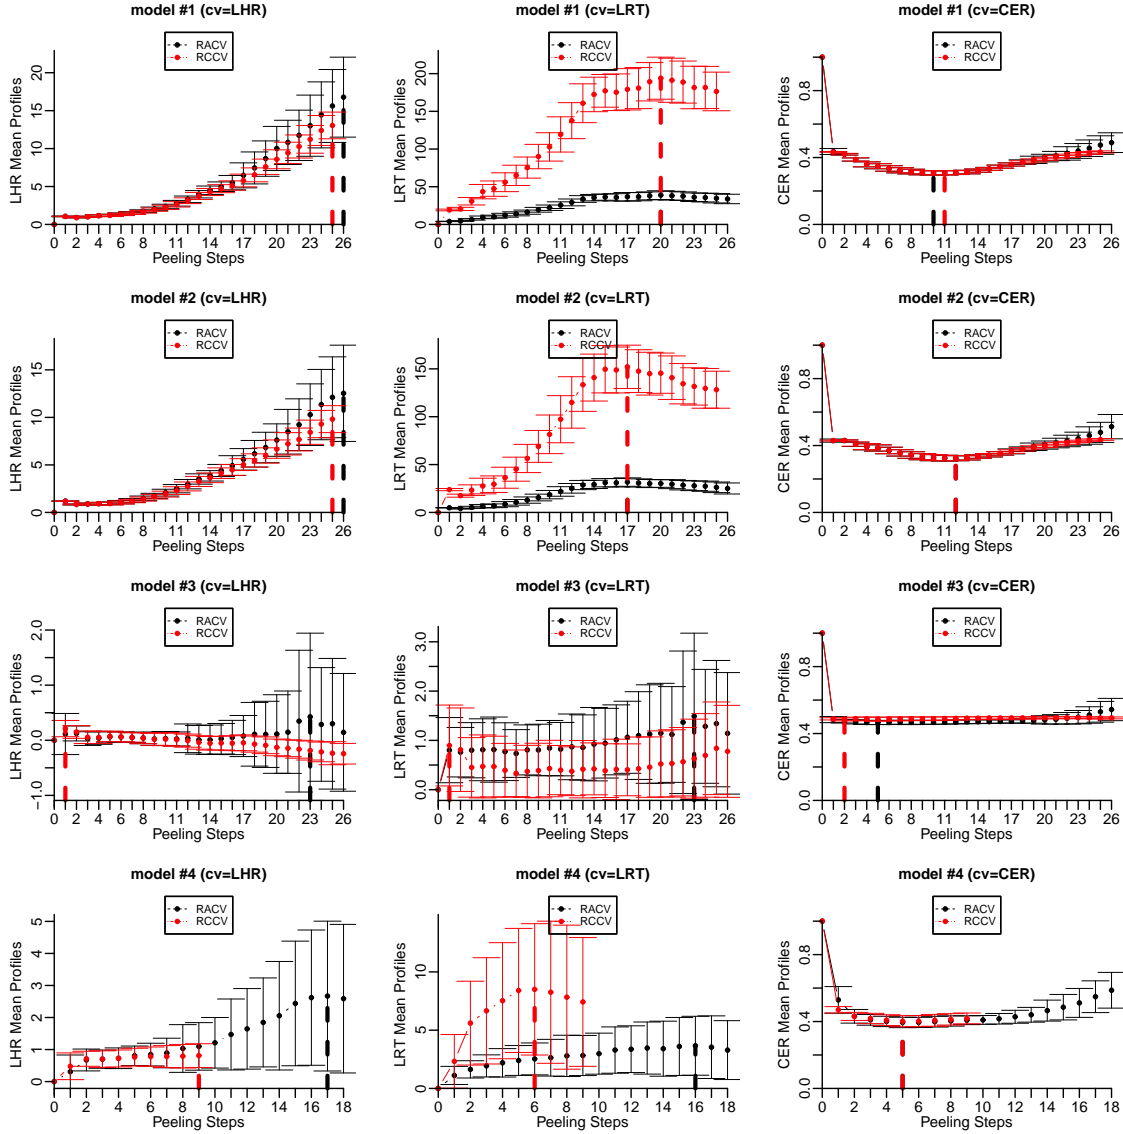 model #1 (cv=LHR)
RACV
RCCV
LHR Mean Profiles
0 5 10 15 20
0 2 4 6 8 11 14 17 20 23 26
Peeling Steps
model #1 (cv=LRT)
RACV
RCCV
LRT Mean Profiles
0 50 100 150 200
0 2 4 6 8 11 14 17 20 23 26
Peeling Steps
model #1 (cv=CER)
RACV
RCCV
CER Mean Profiles
0.0 0.4 0.8
0 2 4 6 8 11 14 17 20 23 26
Peeling Steps
model #2 (cv=LHR)
RACV
RCCV
LHR Mean Profiles
0 5 10 15
0 2 4 6 8 11 14 17 20 23 26
Peeling Steps
model #2 (cv=LRT)
RACV
RCCV
LRT Mean Profiles
0 50 100 150
0 2 4 6 8 11 14 17 20 23 26
Peeling Steps
model #2 (cv=CER)
RACV
RCCV
CER Mean Profiles
0.0 0.4 0.8
0 2 4 6 8 11 14 17 20 23 26
Peeling Steps
model #3 (cv=LHR)
RACV
RCCV
LHR Mean Profiles
−1.0 0.0 1.0 2.0
0 2 4 6 8 11 14 17 20 23 26
Peeling Steps
model #3 (cv=LRT)
RACV
RCCV
LRT Mean Profiles
0.0 1.0 2.0 3.0
0 2 4 6 8 11 14 17 20 23 26
Peeling Steps
model #3 (cv=CER)
RACV
RCCV
CER Mean Profiles
0.0 0.4 0.8
0 2 4 6 8 11 14 17 20 23 26
Peeling Steps
model #4 (cv=LHR)
RACV
RCCV
LHR Mean Profiles
0 1 2 3 4 5
0 2 4 6 8 10 12 14 16 18
Peeling Steps
model #4 (cv=LRT)
RACV
RCCV
LRT Mean Profiles
0 5 10
0 2 4 6 8 10 12 14 16 18
Peeling Steps
model #4 (cv=CER)
RACV
RCCV
CER Mean Profiles
0.0 0.4 0.8
0 2 4 6 8 10 12 14 16 18
Peeling Steps